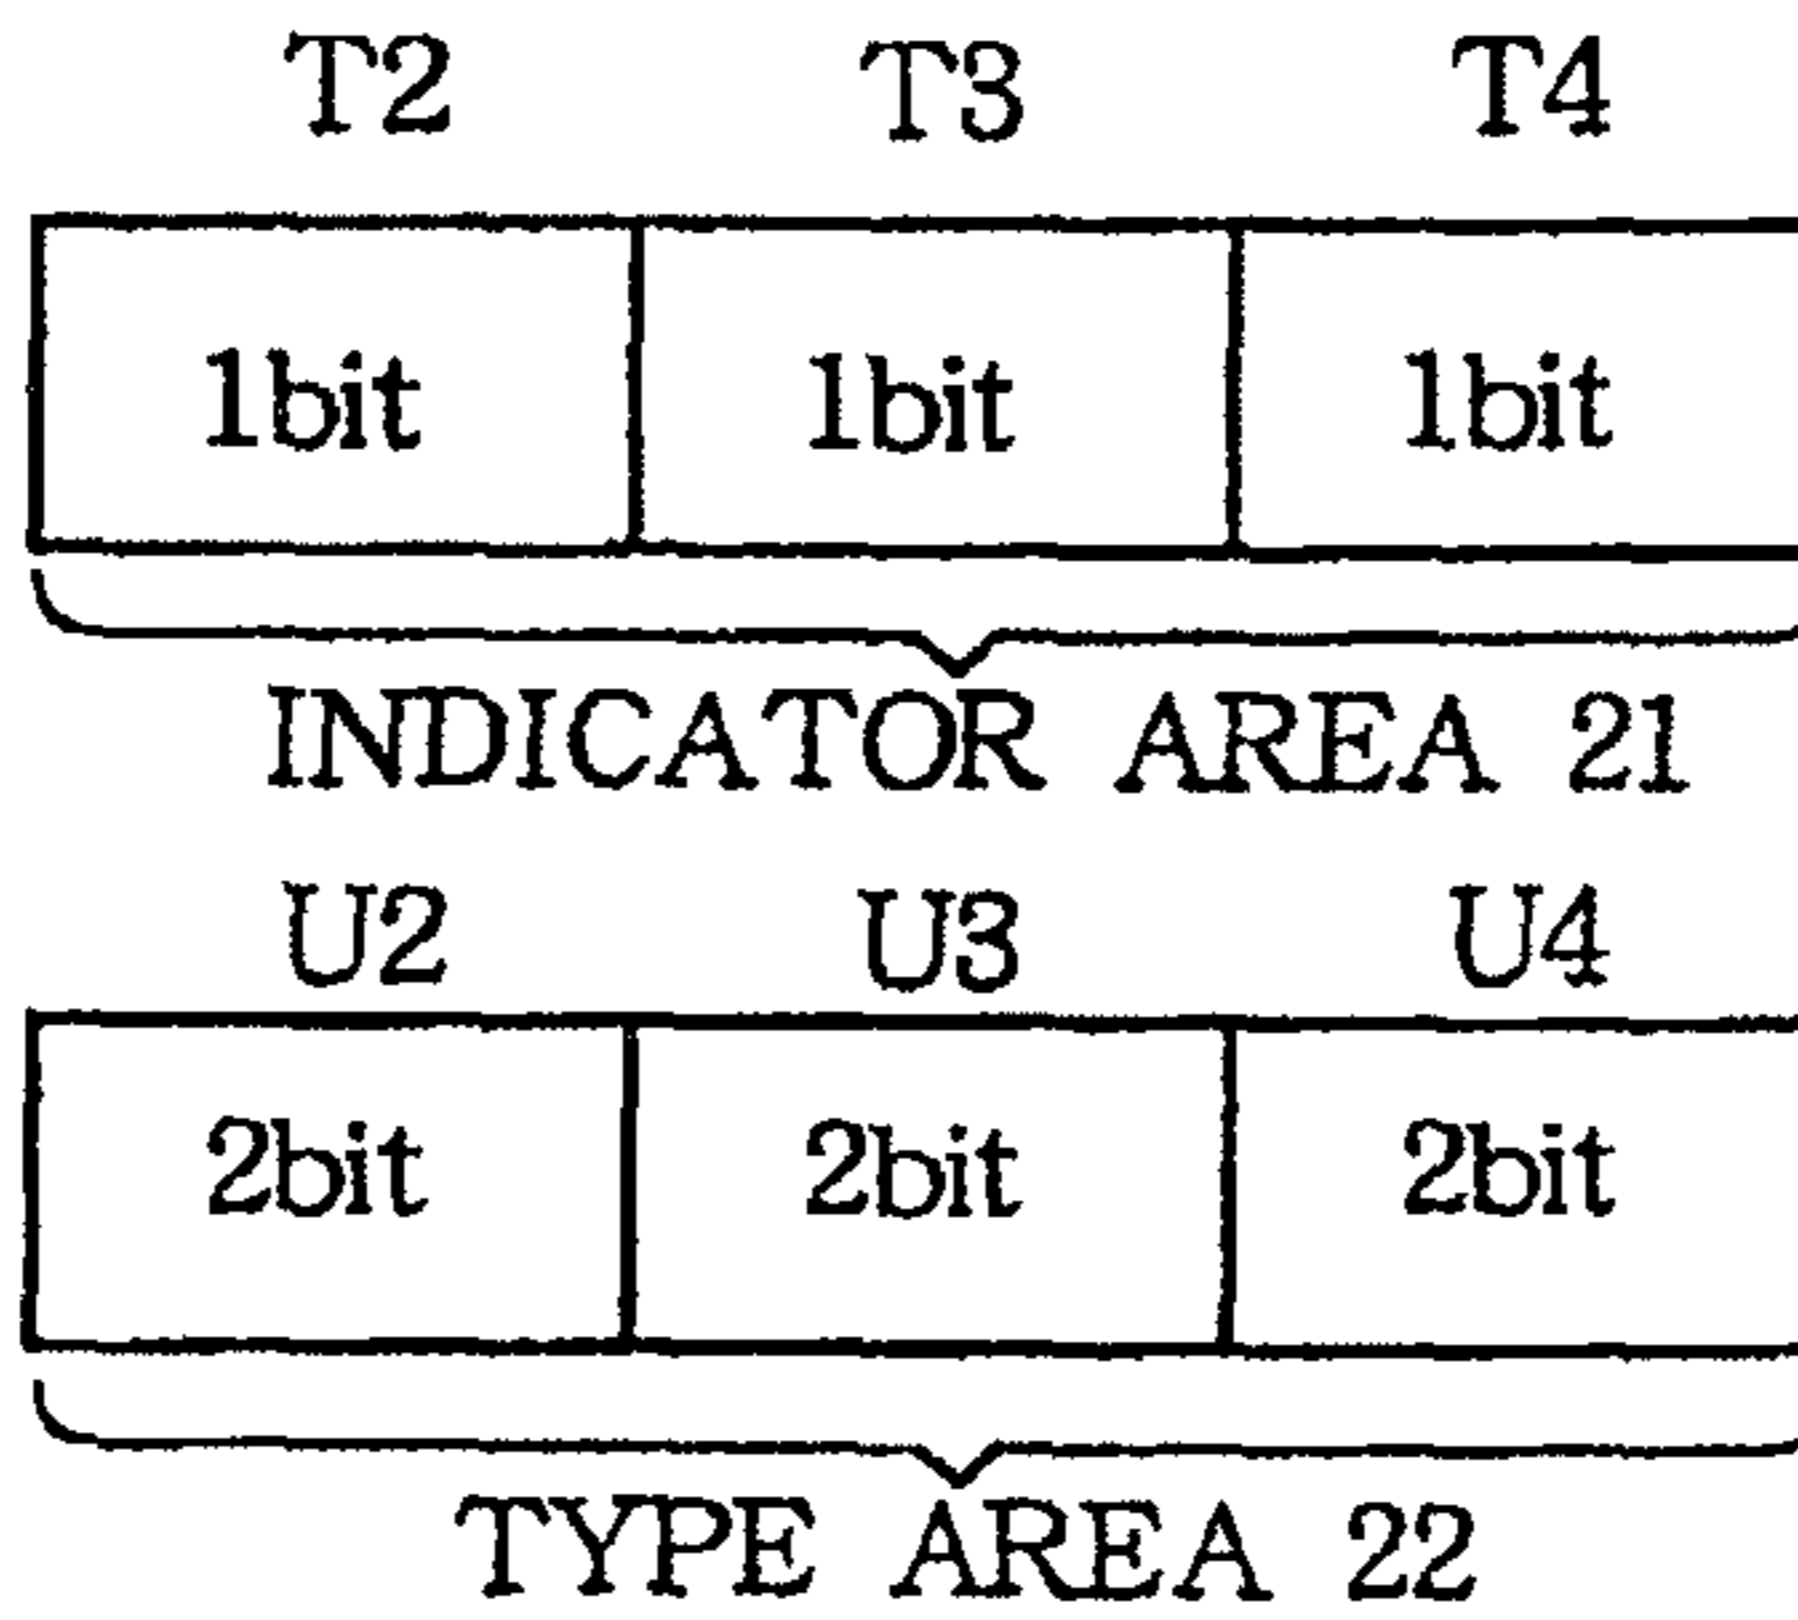 T2 T3 T4
1bit 1bit 1bit
INDICATOR AREA 21
U2 U3 U4
2bit 2bit 2bit
TYPE AREA 22